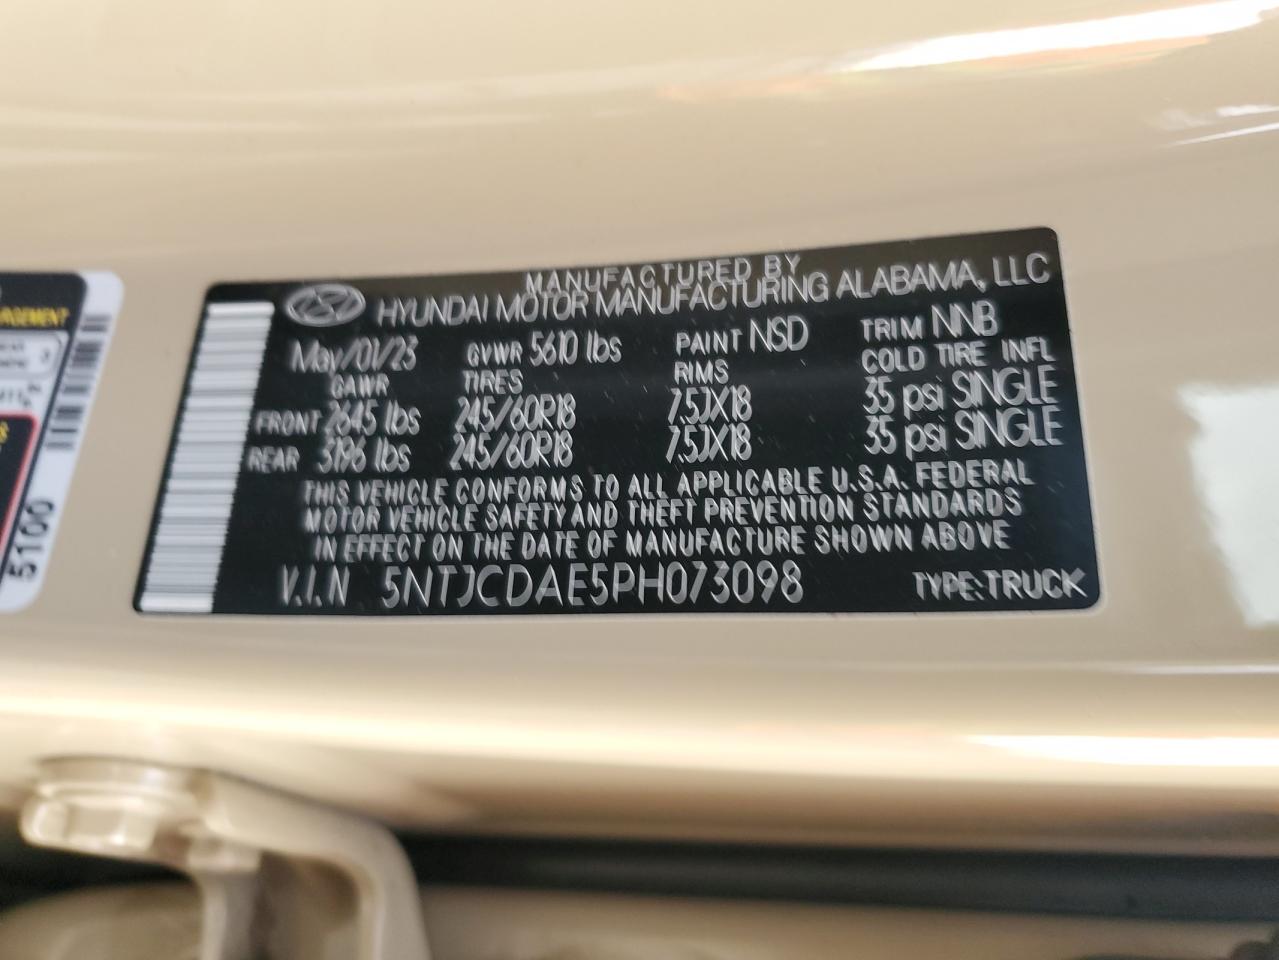 MANUFACTURED BY
HYUNDAI MOTOR MANUFACTURING ALABAMA, LLC
May/01/23 GVWR 5610 lbs PAINT NSD TRIM NNB
GAWR TIRES RIMS COLD TIRE INFL
FRONT 2645 lbs 245/60R18 7.5JX18 35 psi SINGLE
REAR 3196 lbs 245/60R18 7.5JX18 35 psi SINGLE
THIS VEHICLE CONFORMS TO ALL APPLICABLE U.S.A. FEDERAL
MOTOR VEHICLE SAFETY AND THEFT PREVENTION STANDARDS
IN EFFECT ON THE DATE OF MANUFACTURE SHOWN ABOVE
V.I.N 5NTJCDAE5PH073098 TYPE:TRUCK
5100